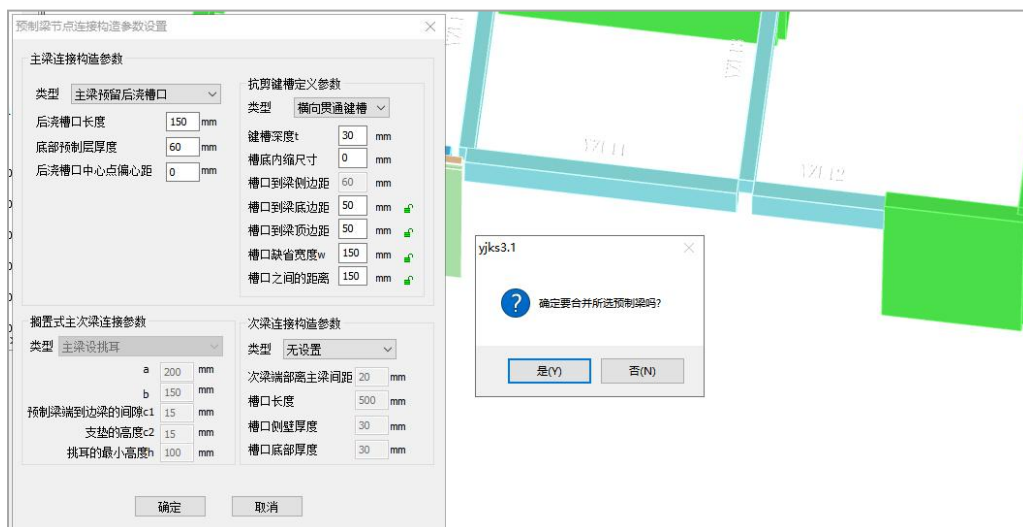 预制梁节点连接构造参数设置
主梁连接构造参数
类型 主梁预留后浇槽口
后浇槽口长度 150 mm
底部预制层厚度 60 mm
后浇槽口中心点偏心距 0 mm
抗剪键槽定义参数
类型 横向贯通键槽
键槽深度t 30 mm
槽底内缩尺寸 0 mm
槽口到梁侧边距 60 mm
槽口到梁底边距 50 mm
槽口到梁顶边距 50 mm
槽口缺省宽度w 150 mm
槽口之间的距离 150 mm
搁置式主次梁连接参数
类型 主梁设挑耳
a 200 mm
b 150 mm
预制梁端到边梁的间隙c1 15 mm
支垫的高度c2 15 mm
挑耳的最小高度h 100 mm
次梁连接构造参数
类型 无设置
次梁端部离主梁间距 20 mm
槽口长度 500 mm
槽口侧壁厚度 30 mm
槽口底部厚度 30 mm
确定 取消
YZL11
YZL12
yjks3.1
确定要合并所选预制梁吗?
是(Y) 否(N)